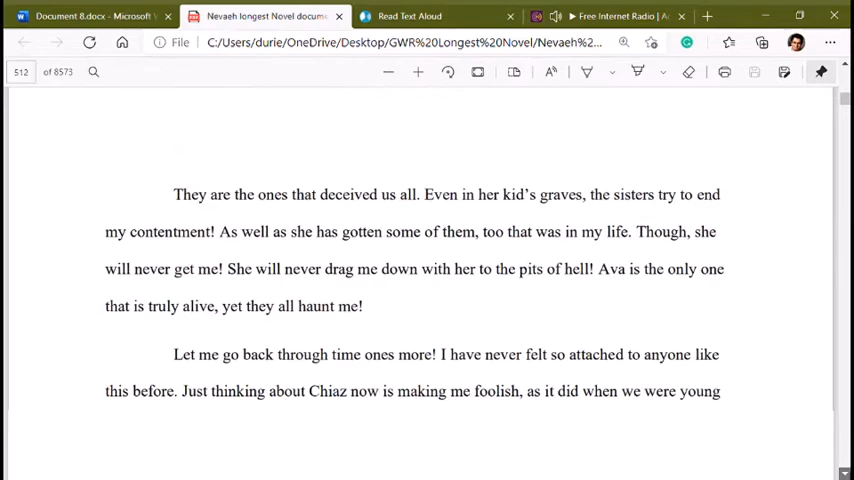 Document 8.docx - Microsoft
Nevaeh longest Novel docume
Read Text Aloud
Free Internet Radio | Ac
File
C:/Users/durie/OneDrive/Desktop/GWR%20Longest%20Novel/Nevaeh%2...
512 of 8573
They are the ones that deceived us all. Even in her kid's graves, the sisters try to end
my contentment! As well as she has gotten some of them, too that was in my life. Though, she
will never get me! She will never drag me down with her to the pits of hell! Ava is the only one
that is truly alive, yet they all haunt me!
Let me go back through time ones more! I have never felt so attached to anyone like
this before. Just thinking about Chiaz now is making me foolish, as it did when we were young